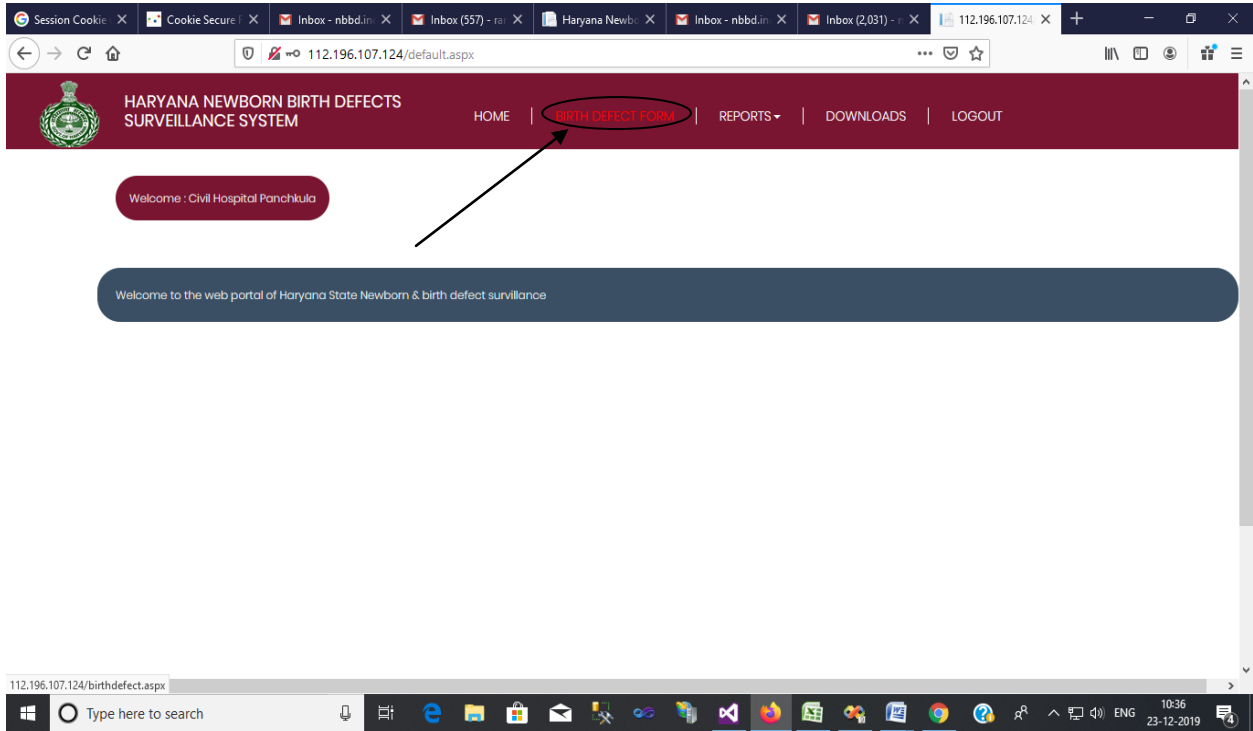 Session Cookie
Cookie Secure F
Inbox - nbbd.in
Inbox (557) - ran
Haryana Newbo
Inbox - nbbd.in
Inbox (2,031) - n
112.196.107.124
112.196.107.124/default.aspx
HARYANA NEWBORN BIRTH DEFECTS
SURVEILLANCE SYSTEM
HOME
BIRTH DEFECT FORM
REPORTS
DOWNLOADS
LOGOUT
Welcome : Civil Hospital Panchkula
Welcome to the web portal of Haryana State Newborn & birth defect survillance
112.196.107.124/birthdefect.aspx
Type here to search
ENG
10:36
23-12-2019
4